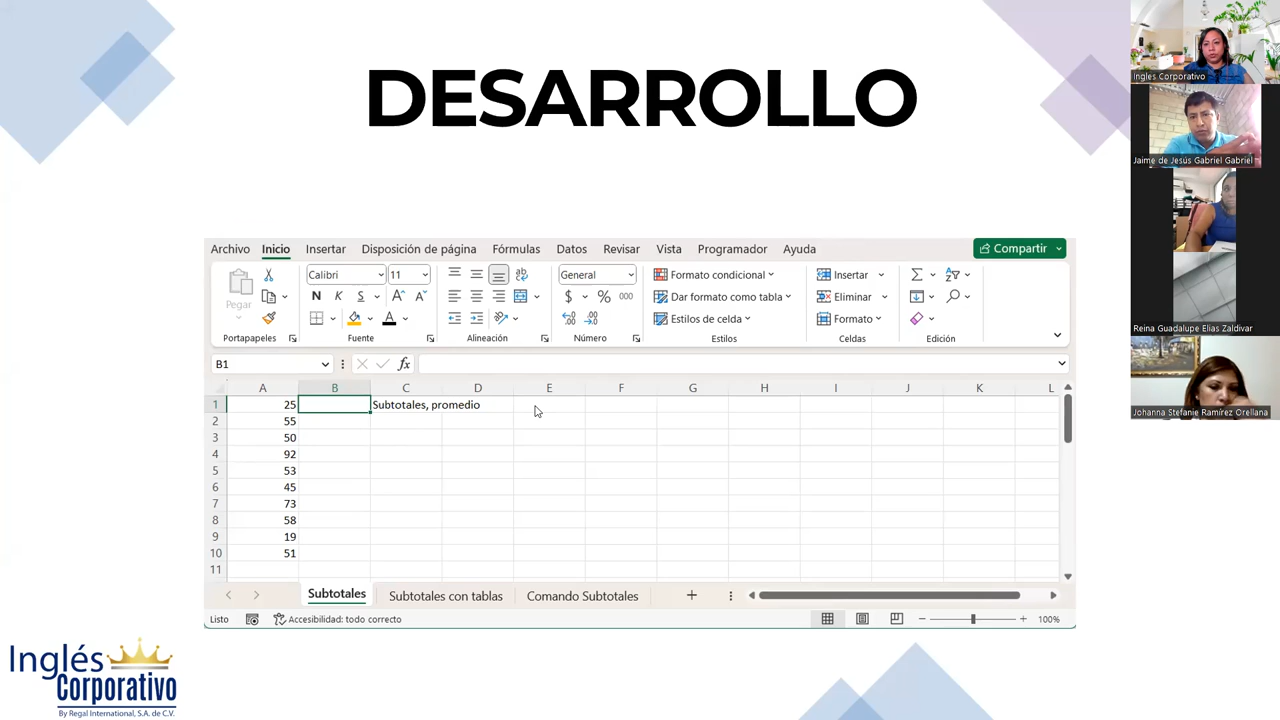 DESARROLLO
Archivo Inicio Insertar Disposición de página Fórmulas Datos Revisar Vista Programador Ayuda Compartir
Pegar
Calibri 11
N K S A A
ab
General
$ % 000
Formato condicional
Dar formato como tabla
Estilos de celda
Insertar
Eliminar
Formato
Portapapeles Fuente Alineación Número Estilos Celdas Edición
B1 fx
A B C D E F G H I J K L
1 25 Subtotales, promedio
2 55
3 50
4 92
5 53
6 45
7 73
8 58
9 19
10 51
11
Subtotales Subtotales con tablas Comando Subtotales
Listo Accesibilidad: todo correcto 100%
Inglés
Corporativo
By Regal International, S.A. de C.V.
Ingles Corporativo
Jaime de Jesús Gabriel Gabriel
Reina Guadalupe Elias Zaldivar
Johanna Stefanie Ramírez Orellana